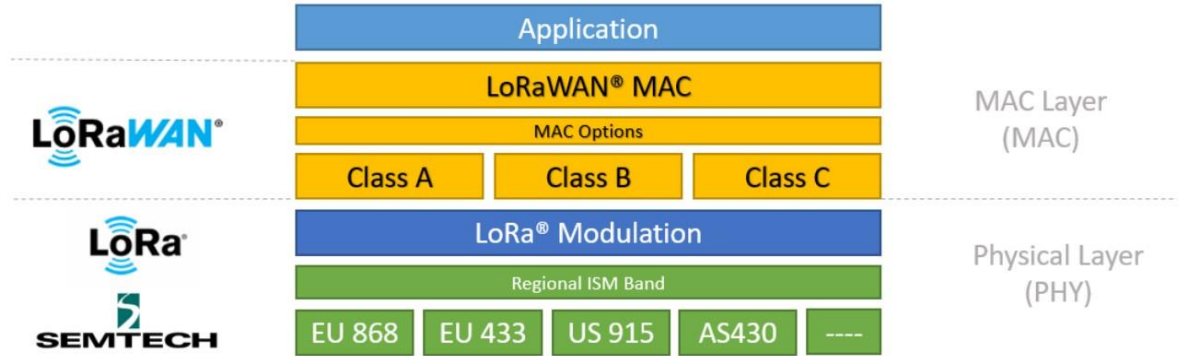 Application
LoRaWAN® MAC
LoRaWAN®
MAC Options
MAC Layer
(MAC)
Class A Class B Class C
LoRa®
LoRa® Modulation
Physical Layer
(PHY)
Regional ISM Band
SEMTECH
EU 868 EU 433 US 915 AS430 ----